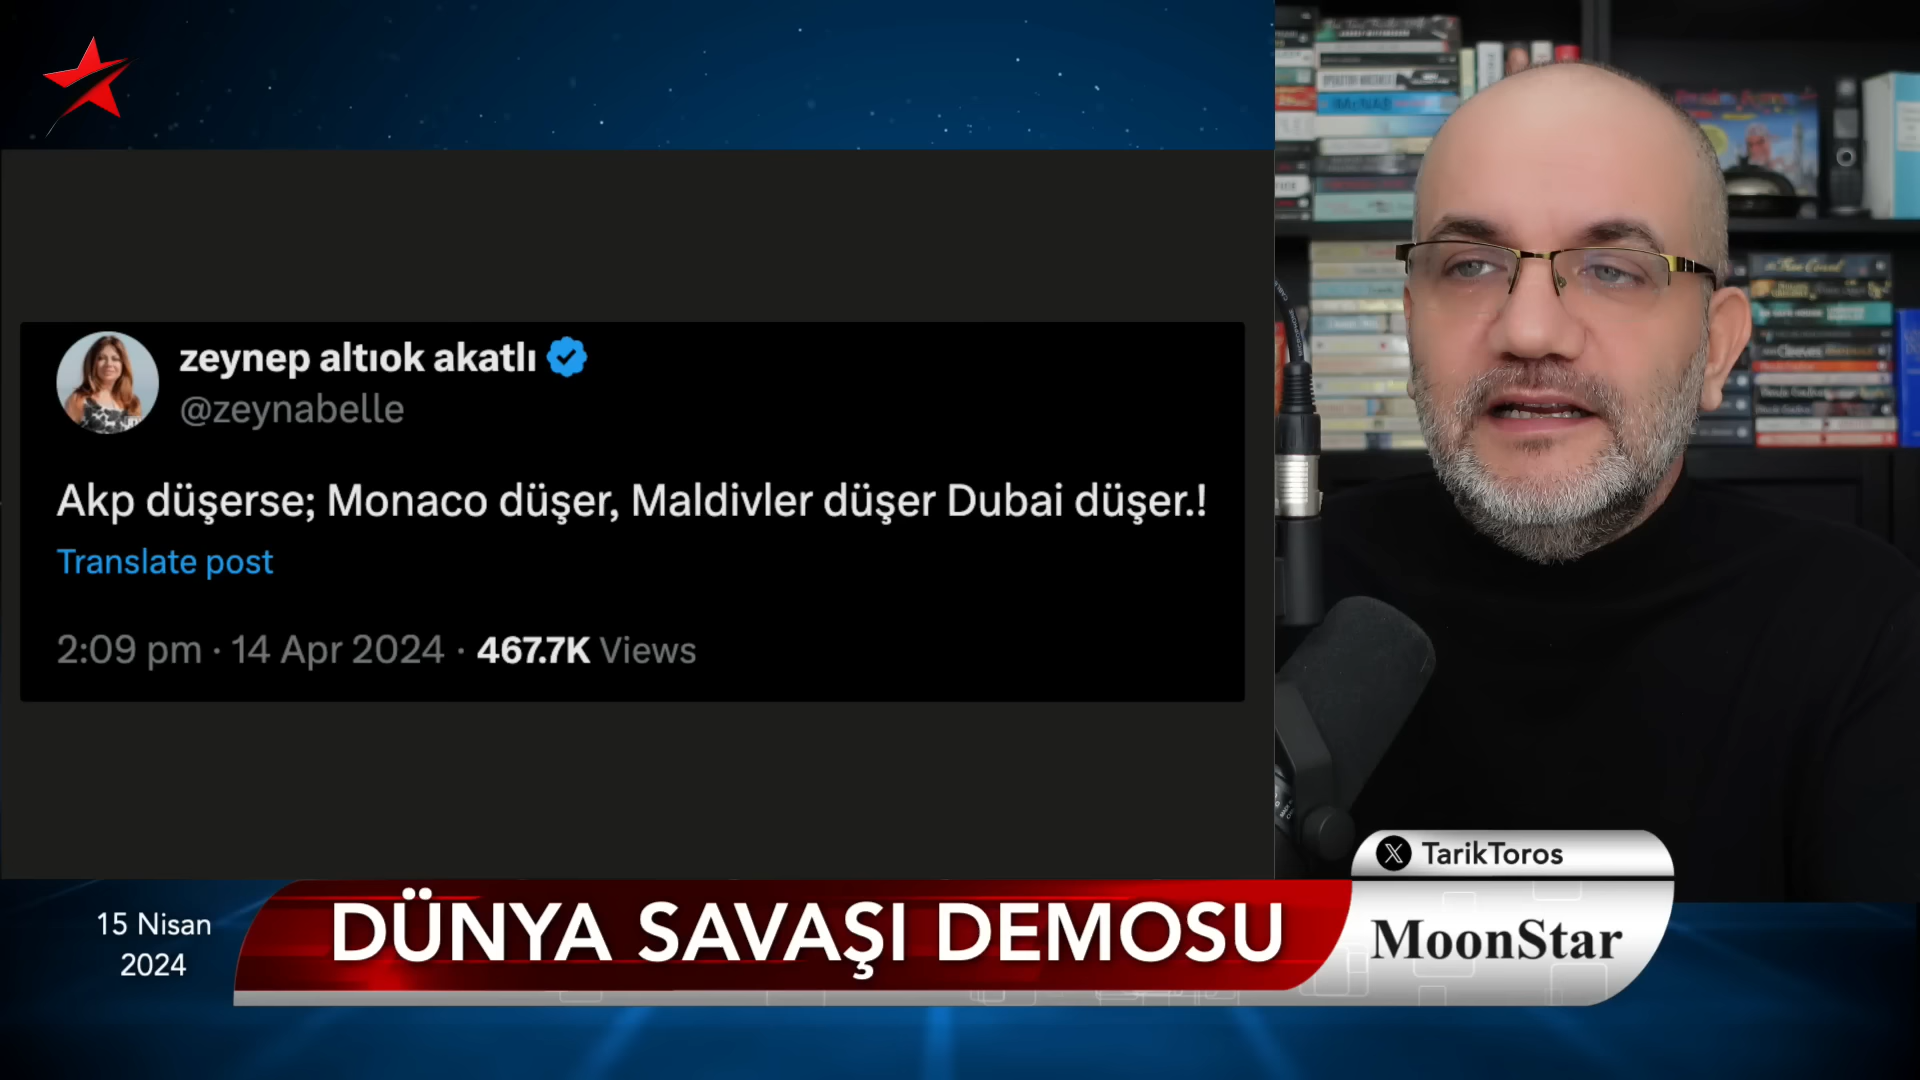 zeynep altıok akatlı
@zeynabelle
Akp düşerse; Monaco düşer, Maldivler düşer Dubai düşer.!
Translate post
2:09 pm · 14 Apr 2024 · 467.7K Views
TarikToros
15 Nisan
2024
DÜNYA SAVAŞI DEMOSU
MoonStar